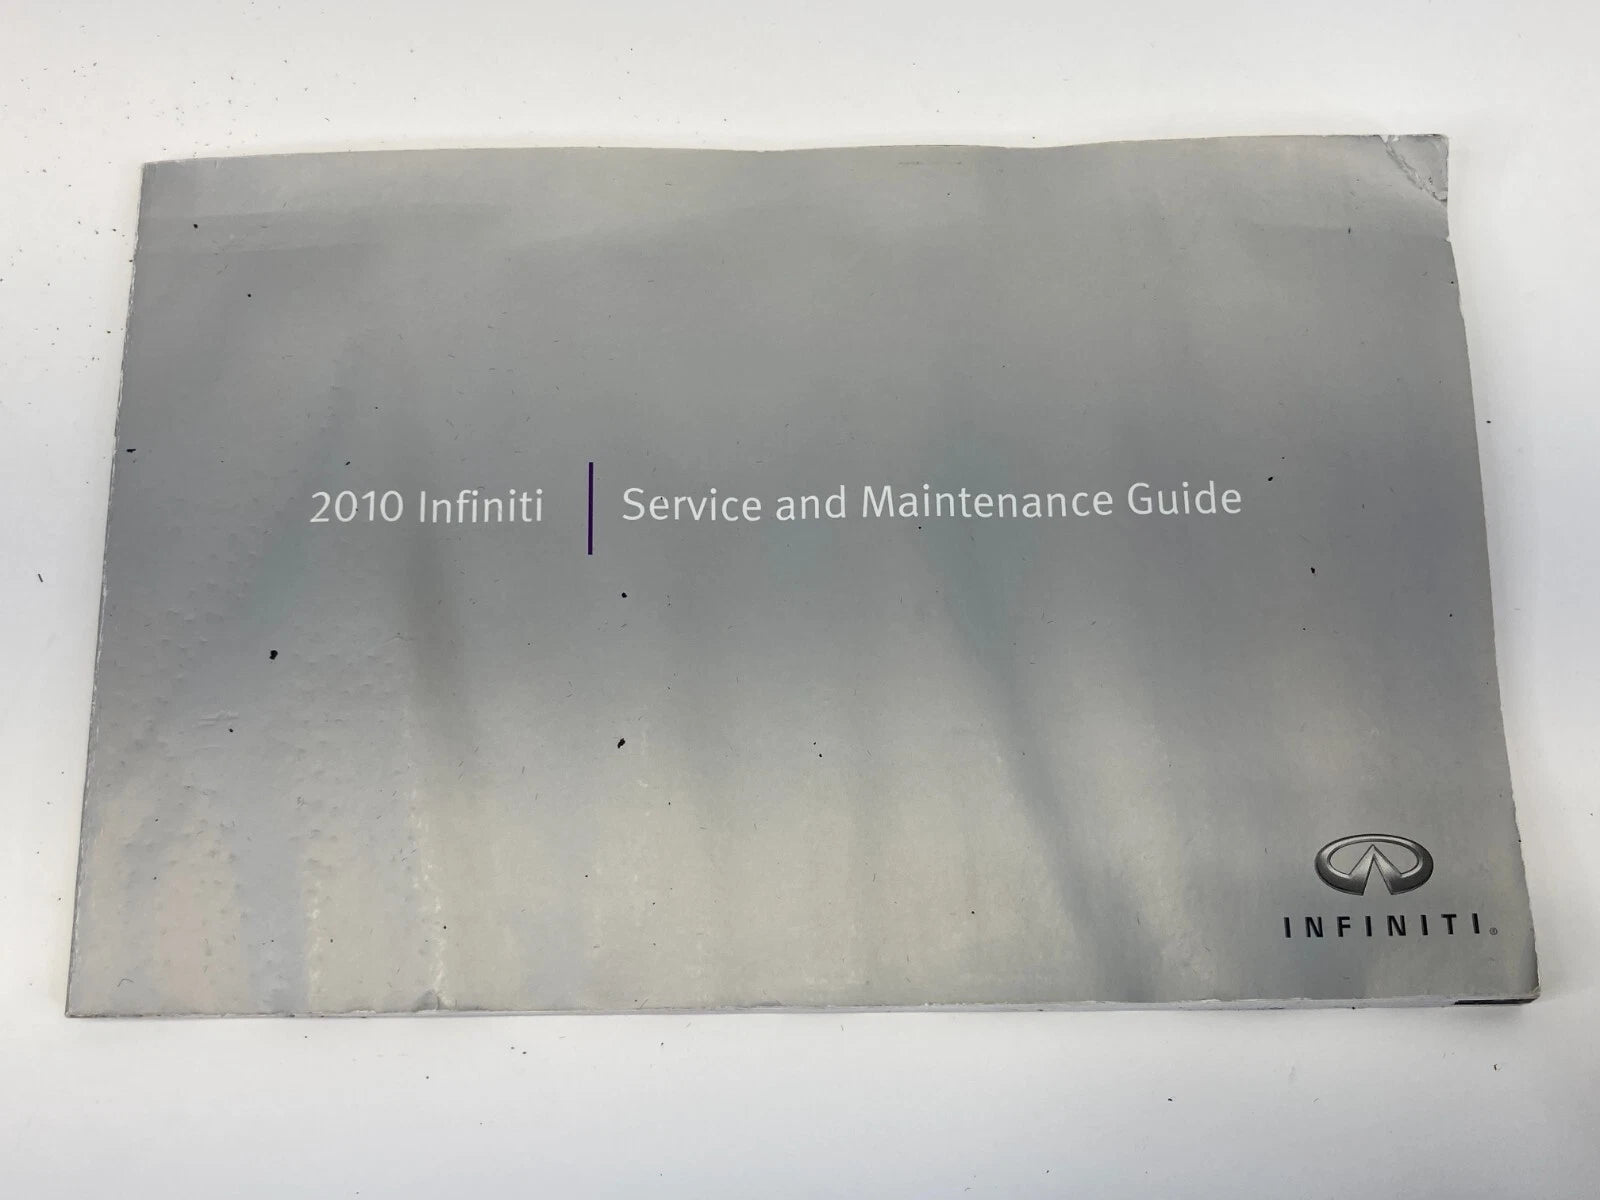 2010 Infiniti | Service and Maintenance Guide
INFINITI®